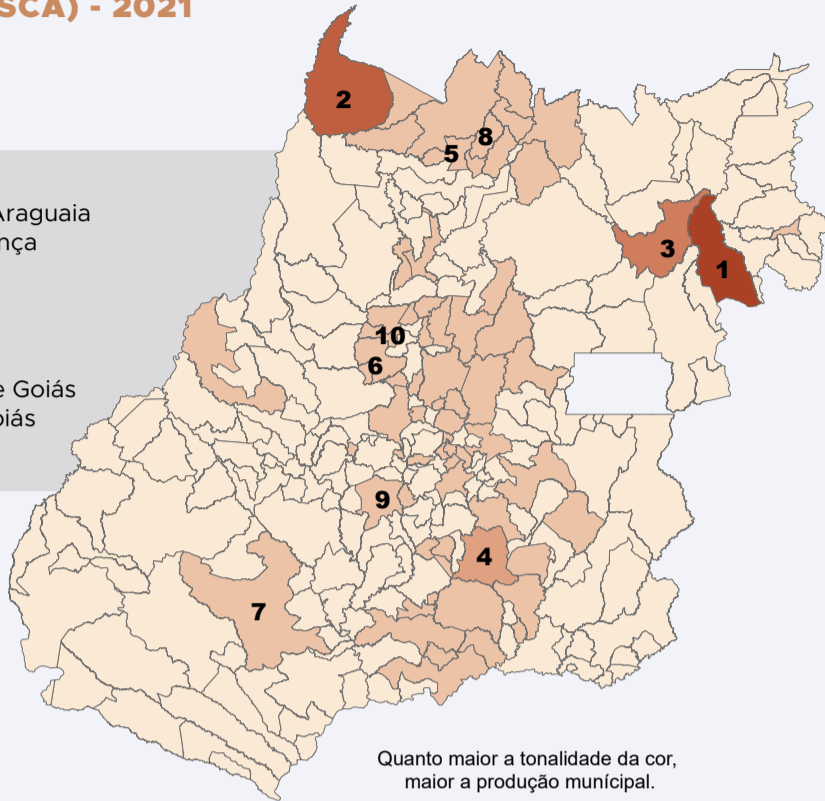 SCA) - 2021
Araguaia
nça
e Goiás
oiás
2
8
5
3
1
10
6
9
4
7
Quanto maior a tonalidade da cor,
maior a produção munícipal.